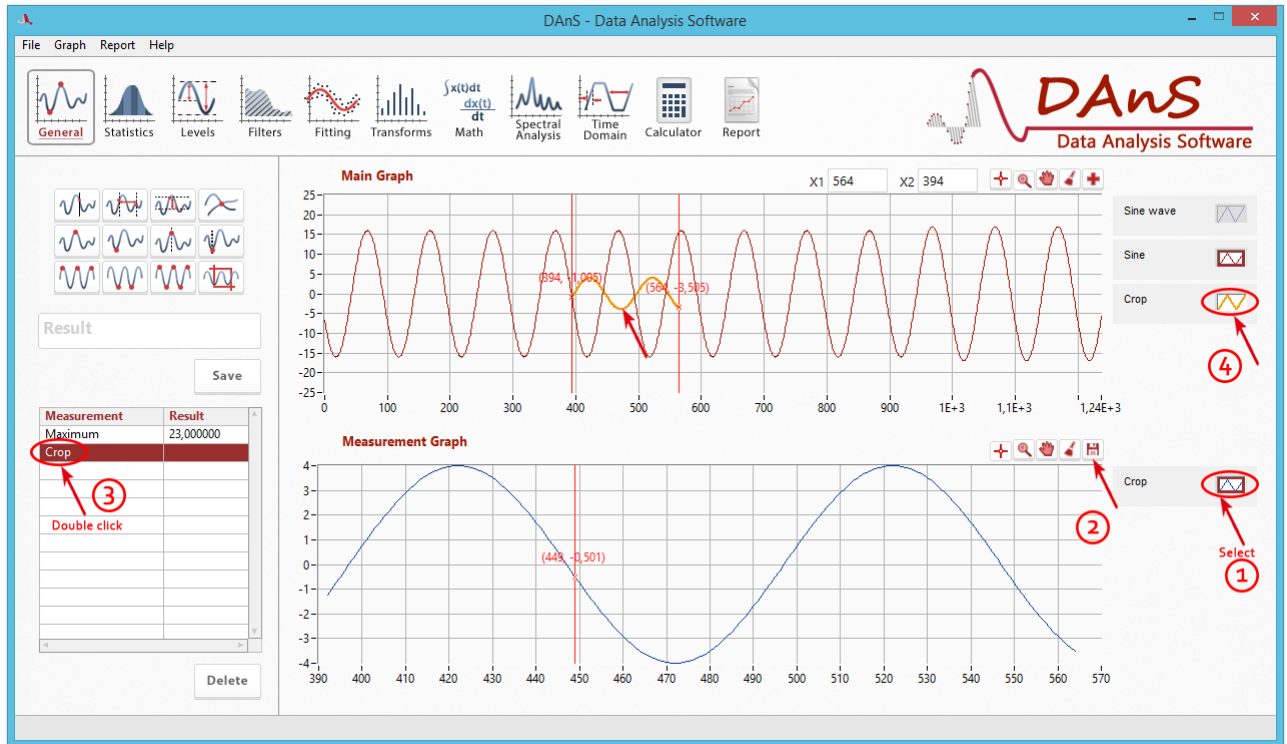 DAnS - Data Analysis Software
File Graph Report Help
General
Statistics
Levels
Filters
Fitting
Transforms
∫x(t)dt
dx(t)
dt
Math
Spectral
Analysis
Time
Domain
Calculator
Report
DAnS
Data Analysis Software
Main Graph
X1 564 X2 394
25
20
15
10
5
0
-5
-10
-15
-20
-25
(394, -1,005)
(564, -3,505)
0 100 200 300 400 500 600 700 800 900 1E+3 1,1E+3 1,24E+3
Sine wave
Sine
Crop
4
Result
Save
Measurement Result
Maximum 23,000000
Crop
3
Double click
Delete
Measurement Graph
4
3
2
1
0
-1
-2
-3
-4
(449, -0,501)
390 400 410 420 430 440 450 460 470 480 490 500 510 520 530 540 550 560 570
2
Crop
Select
1